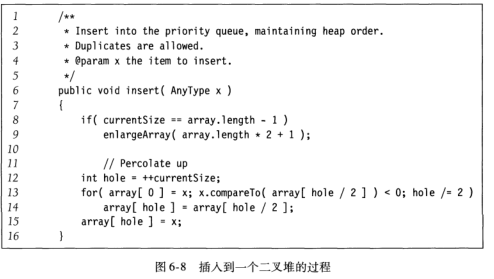 1 /**
2 * Insert into the priority queue, maintaining heap order.
3 * Duplicates are allowed.
4 * @param x the item to insert.
5 */
6 public void insert( AnyType x )
7 {
8 if( currentSize == array.length - 1 )
9 enlargeArray( array.length * 2 + 1 );
10
11 // Percolate up
12 int hole = ++currentSize;
13 for( array[ 0 ] = x; x.compareTo( array[ hole / 2 ] ) < 0; hole /= 2 )
14 array[ hole ] = array[ hole / 2 ];
15 array[ hole ] = x;
16 }
图 6-8 插入到一个二叉堆的过程